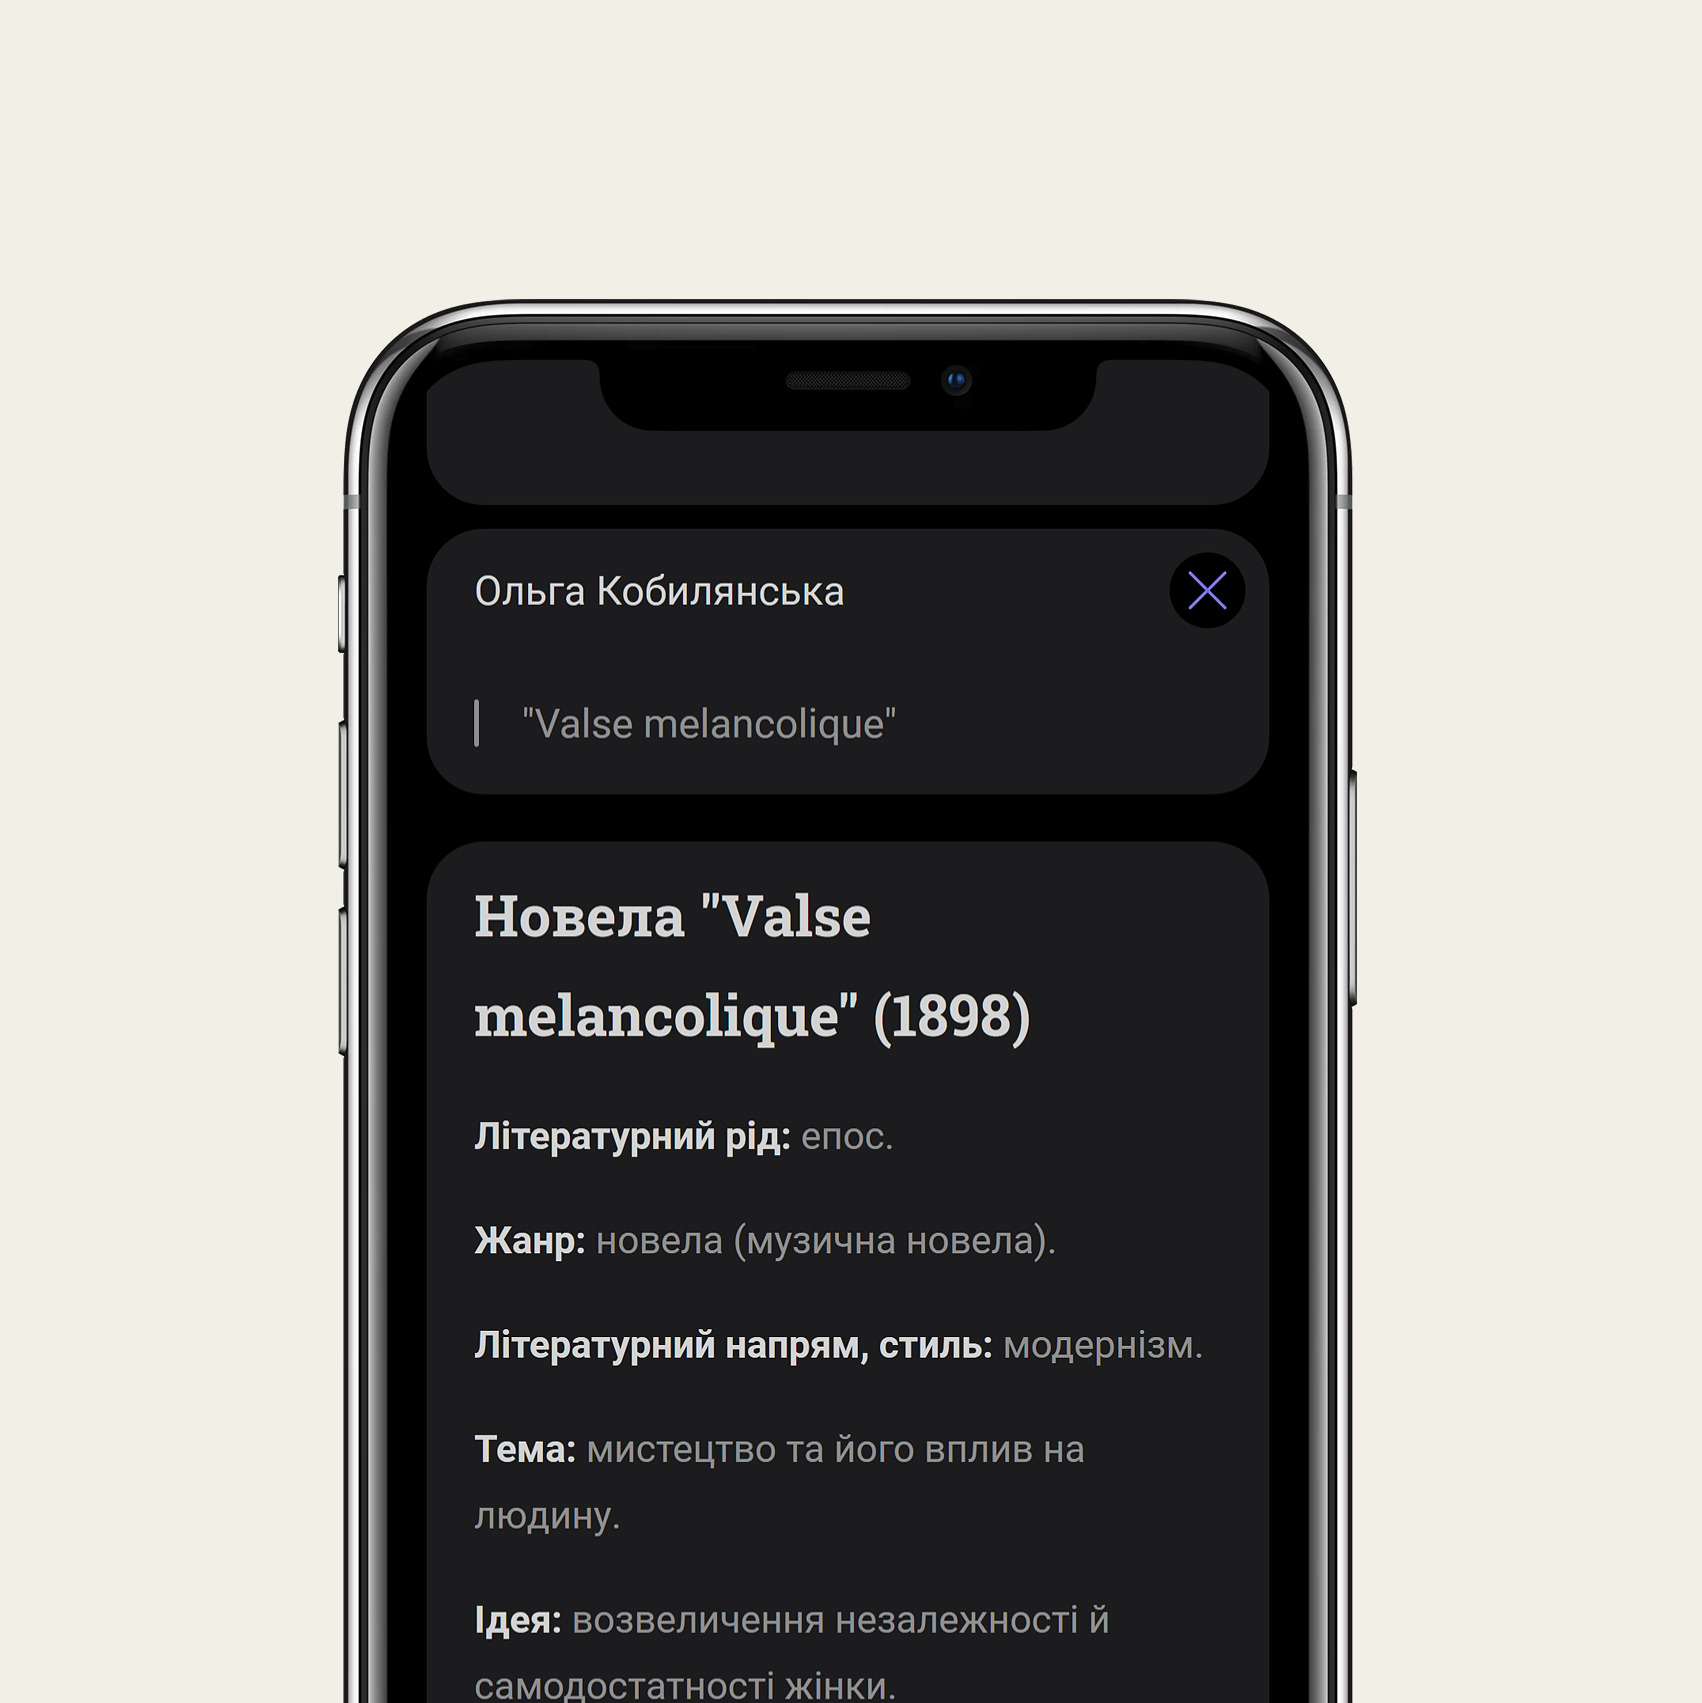 Ольга Кобилянська
"Valse melancolique"
Новела "Valse
melancolique" (1898)
Літературний рід: епос.
Жанр: новела (музична новела).
Літературний напрям, стиль: модернізм.
Тема: мистецтво та його вплив на
людину.
Ідея: возвеличення незалежності й
самодостатності жінки.